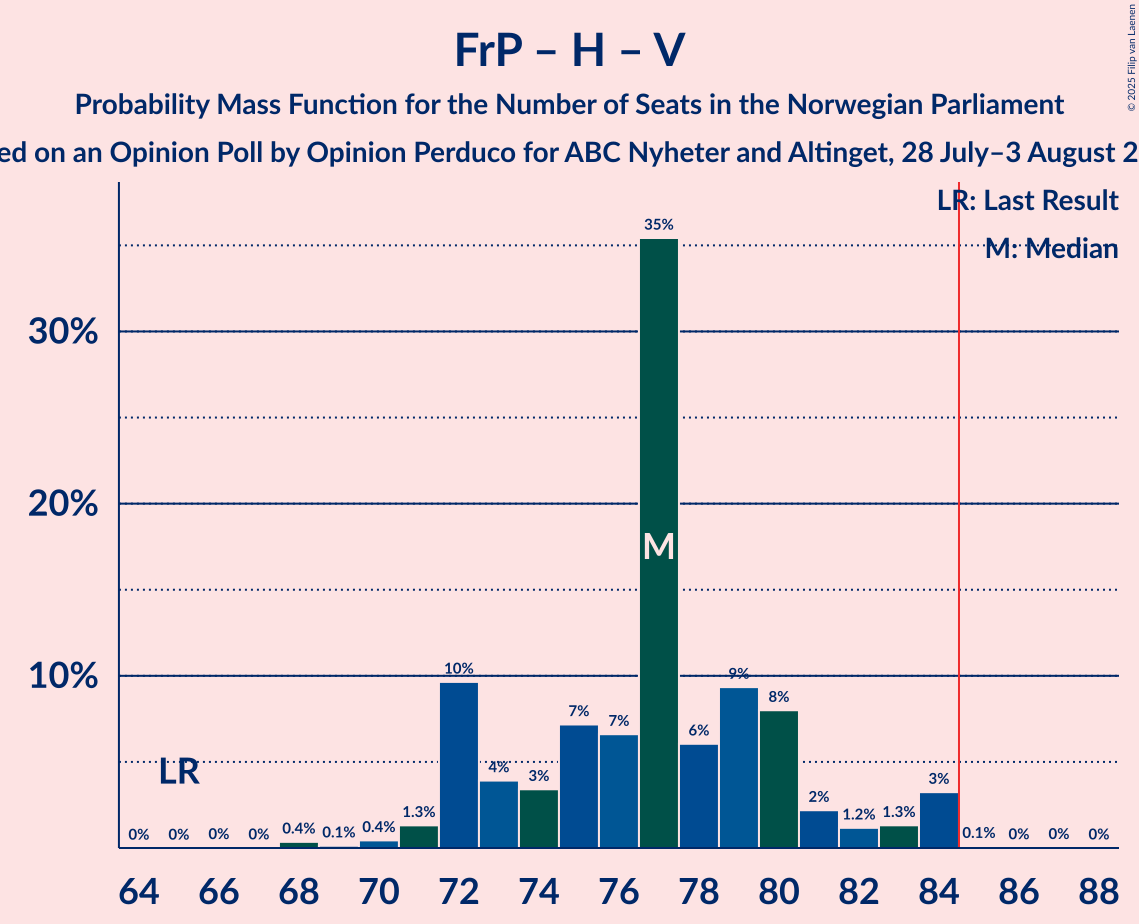 FrP – H – V
Probability Mass Function for the Number of Seats in the Norwegian Parliament
ed on an Opinion Poll by Opinion Perduco for ABC Nyheter and Altinget, 28 July–3 August 2
© 2025 Filip van Laenen
LR: Last Result
M: Median
35%
30%
20%
M
10%
10% 9% 8% 7% 7% 6%
LR
4% 3% 2% 3%
0% 0% 0% 0% 0.4% 0.1% 0.4% 1.3% 1.2% 1.3% 0.1% 0% 0% 0%
64 66 68 70 72 74 76 78 80 82 84 86 88